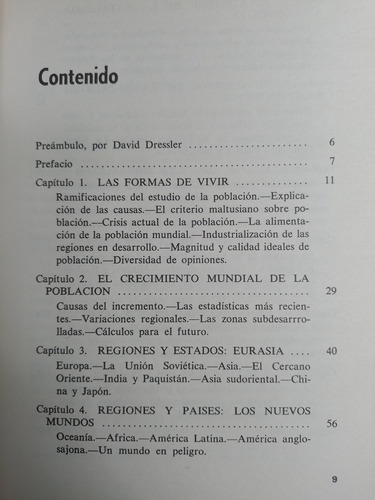 Contenido
Preámbulo, por David Dressler .......................... 6
Prefacio ................................................ 7
Capítulo 1. LAS FORMAS DE VIVIR .................. 11
Ramificaciones del estudio de la población.—Explica-
ción de las causas.—El criterio maltusiano sobre po-
blación.—Crisis actual de la población.—La alimenta-
ción de la población mundial.—Industrialización de las
regiones en desarrollo.—Magnitud y calidad ideales de
población.—Diversidad de opiniones.
Capítulo 2. EL CRECIMIENTO MUNDIAL DE LA
POBLACION .................................. 29
Causas del incremento.—Las estadísticas más recien-
tes.—Variaciones regionales.—Las zonas subdesarrro-
lladas.—Cálculos para el futuro.
Capítulo 3. REGIONES Y ESTADOS: EURASIA .... 40
Europa.—La Unión Soviética.—Asia.—El Cercano
Oriente.—India y Paquistán.—Asia sudoriental.—Chi-
na y Japón.
Capítulo 4. REGIONES Y PAISES: LOS NUEVOS
MUNDOS ...................................... 56
Oceanía.—Africa.—América Latina.—América anglo-
sajona.—Un mundo en peligro.
9